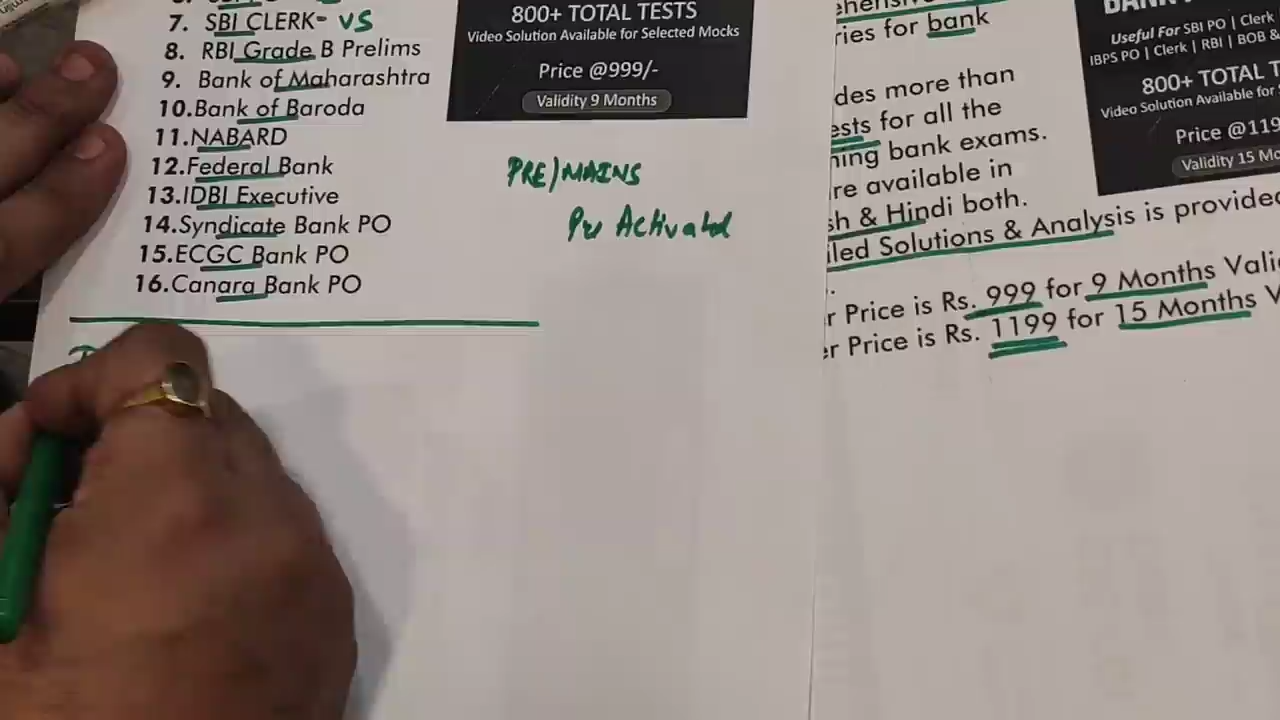 7. SBI CLERK- VS
8. RBI Grade B Prelims
9. Bank of Maharashtra
10.Bank of Baroda
11.NABARD
12.Federal Bank
13.IDBI Executive
14.Syndicate Bank PO
15.ECGC Bank PO
16.Canara Bank PO
800+ TOTAL TESTS
Video Solution Available for Selected Mocks
Price @999/-
Validity 9 Months
PRE/MAINS
Pre Activated
ries for bank
des more than
ests for all the
ning bank exams.
re available in
sh & Hindi both.
iled Solutions & Analysis is provided
r Price is Rs. 999 for 9 Months Vali
er Price is Rs. 1199 for 15 Months V
Useful For SBI PO | Clerk
IBPS PO | Clerk | RBI | BOB &
800+ TOTAL T
Video Solution Available for
Price @119
Validity 15 Mo